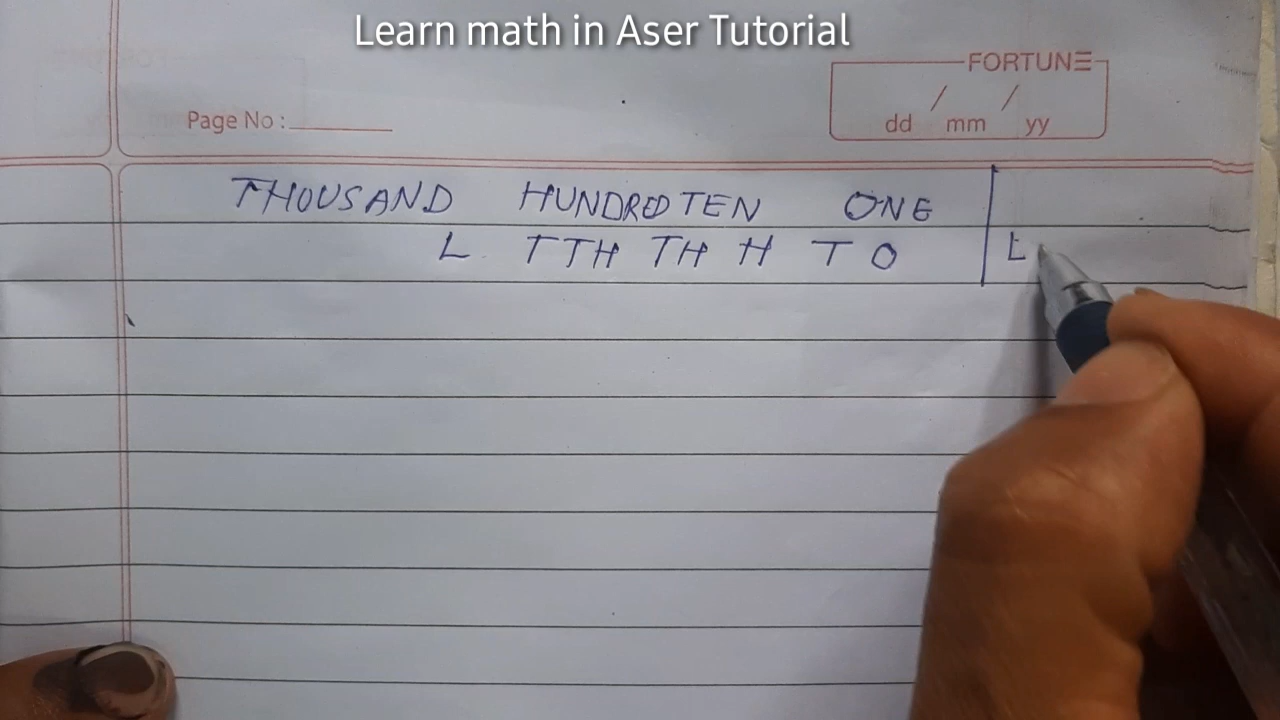 Learn math in Aser Tutorial
FORTUNE
Page No :
/ /
dd mm yy
THOUSAND HUNDRED TEN ONE
L TTH TH H T O L